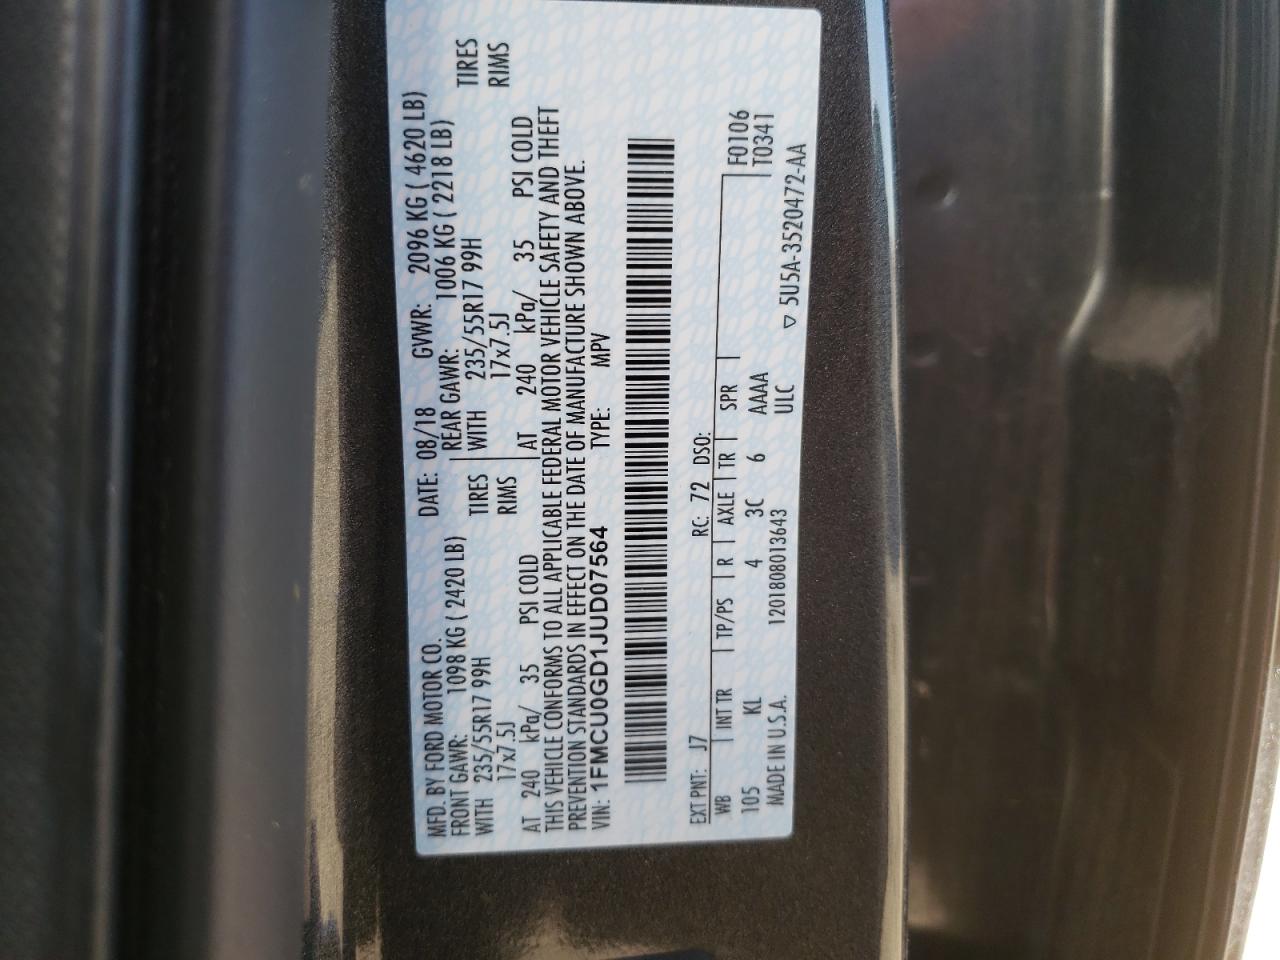 MFD. BY FORD MOTOR CO. DATE: 08/18 GVWR: 2096 KG ( 4620 LB)
FRONT GAWR: 1098 KG ( 2420 LB) REAR GAWR: 1006 KG ( 2218 LB)
WITH 235/55R17 99H TIRES WITH 235/55R17 99H TIRES
17x7.5J RIMS 17x7.5J RIMS
AT 240 kPa/ 35 PSI COLD AT 240 kPa/ 35 PSI COLD
THIS VEHICLE CONFORMS TO ALL APPLICABLE FEDERAL MOTOR VEHICLE SAFETY AND THEFT
PREVENTION STANDARDS IN EFFECT ON THE DATE OF MANUFACTURE SHOWN ABOVE.
VIN: 1FMCU0GD1JUD07564 TYPE: MPV
EXT PNT: J7 RC: 72 DSO:
WB INT TR TP/PS R AXLE TR SPR F0106
105 KL 4 3C 6 AAAA T0341
MADE IN U.S.A. 1201808013643 ULC
▽ 5U5A-3520472-AA